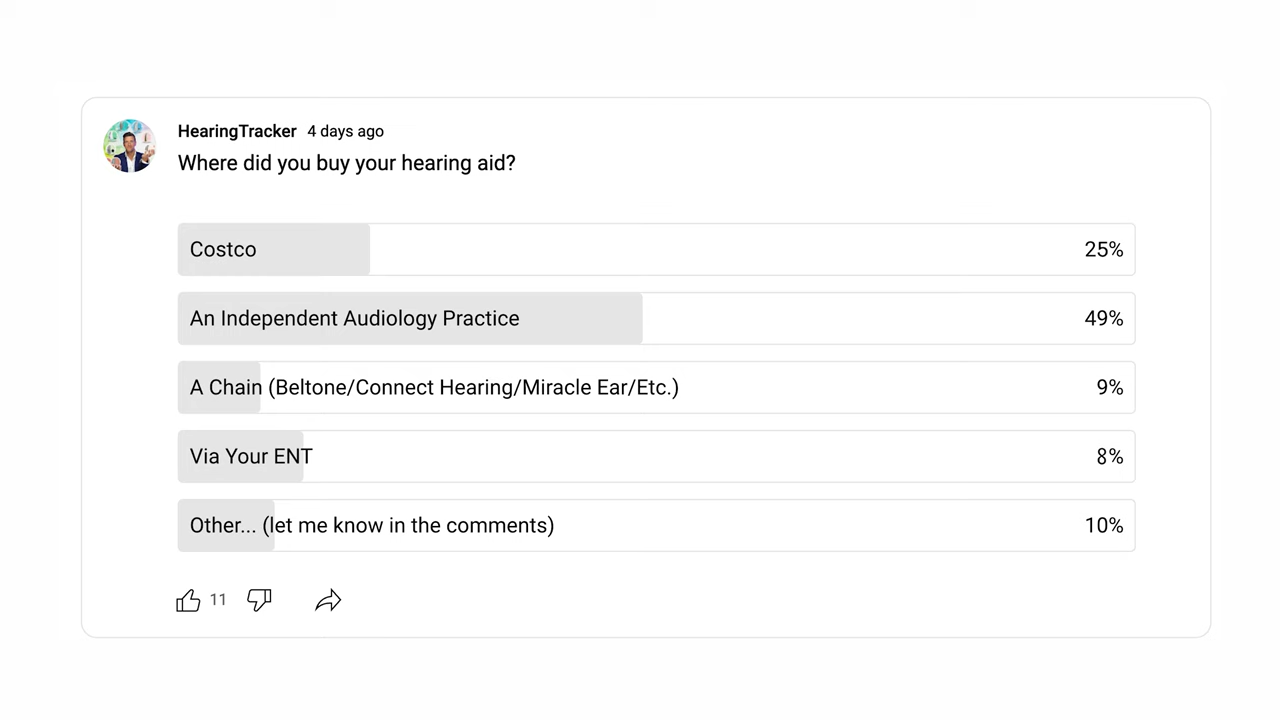 HearingTracker 4 days ago
Where did you buy your hearing aid?
Costco 25%
An Independent Audiology Practice 49%
A Chain (Beltone/Connect Hearing/Miracle Ear/Etc.) 9%
Via Your ENT 8%
Other... (let me know in the comments) 10%
11